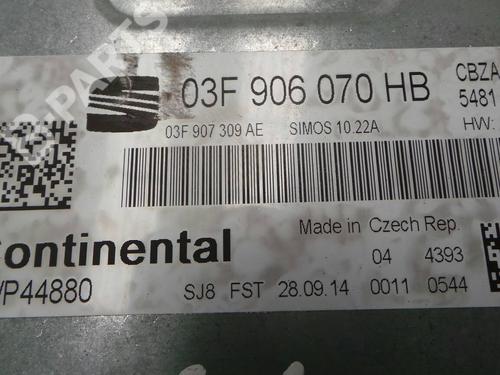 03F 906 070 HB
CBZA
5481
03F 907 309 AE
SIMOS 10.22A
HW:
Made in Czech Rep.
Continental
04 4393
VP44880
SJ8 FST 28.09.14 0011 0544